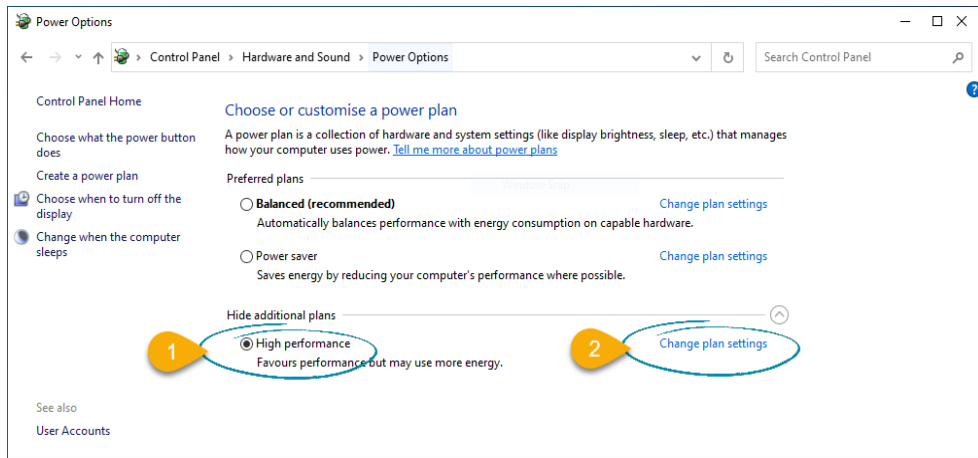 Power Options
Control Panel > Hardware and Sound > Power Options
Search Control Panel
?
Control Panel Home
Choose what the power button
does
Create a power plan
Choose when to turn off the
display
Change when the computer
sleeps
See also
User Accounts
Choose or customise a power plan
A power plan is a collection of hardware and system settings (like display brightness, sleep, etc.) that manages
how your computer uses power. Tell me more about power plans
Window Snip
Preferred plans
Balanced (recommended) Change plan settings
Automatically balances performance with energy consumption on capable hardware.
Power saver Change plan settings
Saves energy by reducing your computer's performance where possible.
Hide additional plans
1 High performance 2 Change plan settings
Favours performance but may use more energy.